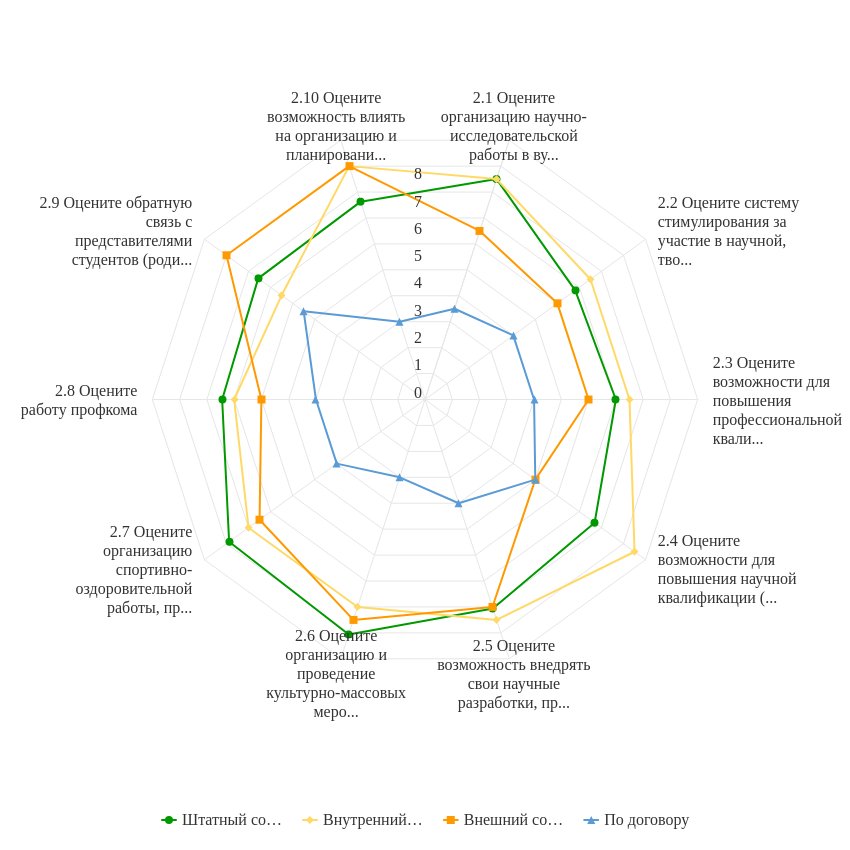 2.10 Оцените
возможность влиять
на организацию и
планировани...
2.1 Оцените
организацию научно-
исследовательской
работы в ву...
2.2 Оцените систему
стимулирования за
участие в научной,
тво...
2.3 Оцените
возможности для
повышения
профессиональной
квали...
2.4 Оцените
возможности для
повышения научной
квалификации (...
2.5 Оцените
возможность внедрять
свои научные
разработки, пр...
2.6 Оцените
организацию и
проведение
культурно-массовых
меро...
2.7 Оцените
организацию
спортивно-
оздоровительной
работы, пр...
2.8 Оцените
работу профкома
2.9 Оцените обратную
связь с
представителями
студентов (роди...
8
7
6
5
4
3
2
1
0
Штатный со…
Внутренний…
Внешний со…
По договору